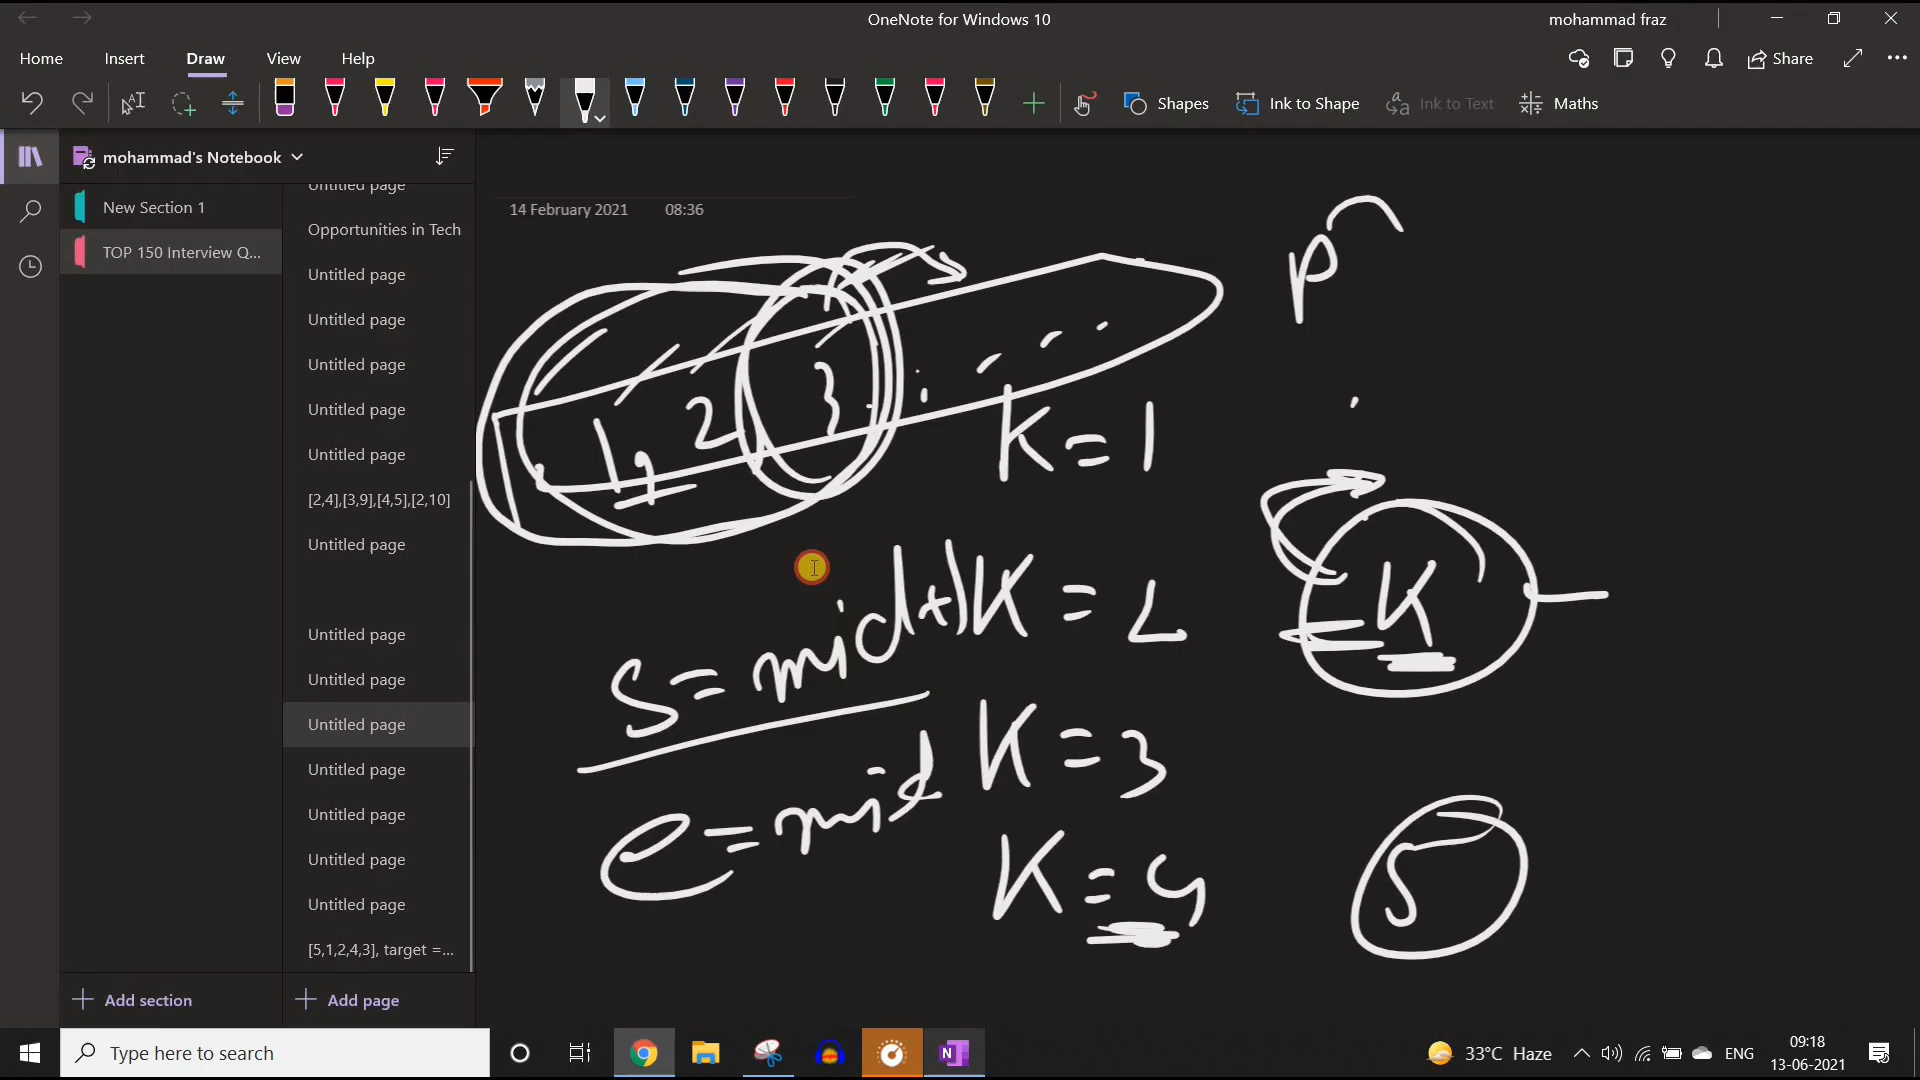 OneNote for Windows 10
mohammad fraz
Home Insert Draw View Help
Share
Shapes Ink to Shape Ink to Text Maths
mohammad's Notebook
New Section 1
TOP 150 Interview Q...
Untitled page
Opportunities in Tech
Untitled page
Untitled page
Untitled page
Untitled page
Untitled page
[2,4],[3,9],[4,5],[2,10]
Untitled page
Untitled page
Untitled page
Untitled page
Untitled page
Untitled page
Untitled page
Untitled page
[5,1,2,4,3], target =...
Add section
Add page
14 February 2021 08:36
P
1, 2 3
K=1
S=mid+1
K=2
K
e=mid
K=3
K=4
5
Type here to search
33°C Haze
ENG
09:18
13-06-2021